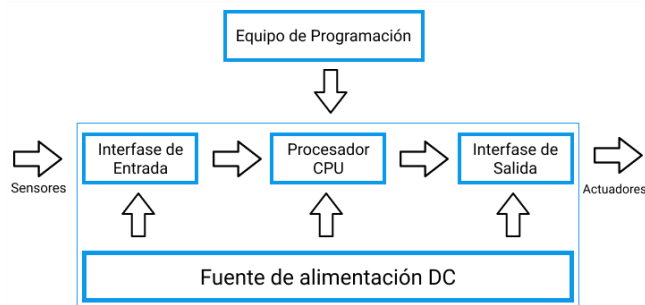 Equipo de Programación
Sensores
Interfase de
Entrada
Procesador
CPU
Interfase de
Salida
Actuadores
Fuente de alimentación DC